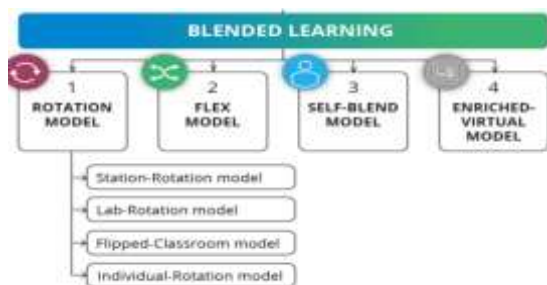 BLENDED LEARNING
1
ROTATION
MODEL
2
FLEX
MODEL
3
SELF-BLEND
MODEL
4
ENRICHED-
VIRTUAL
MODEL
Station-Rotation model
Lab-Rotation model
Flipped-Classroom model
Individual-Rotation model